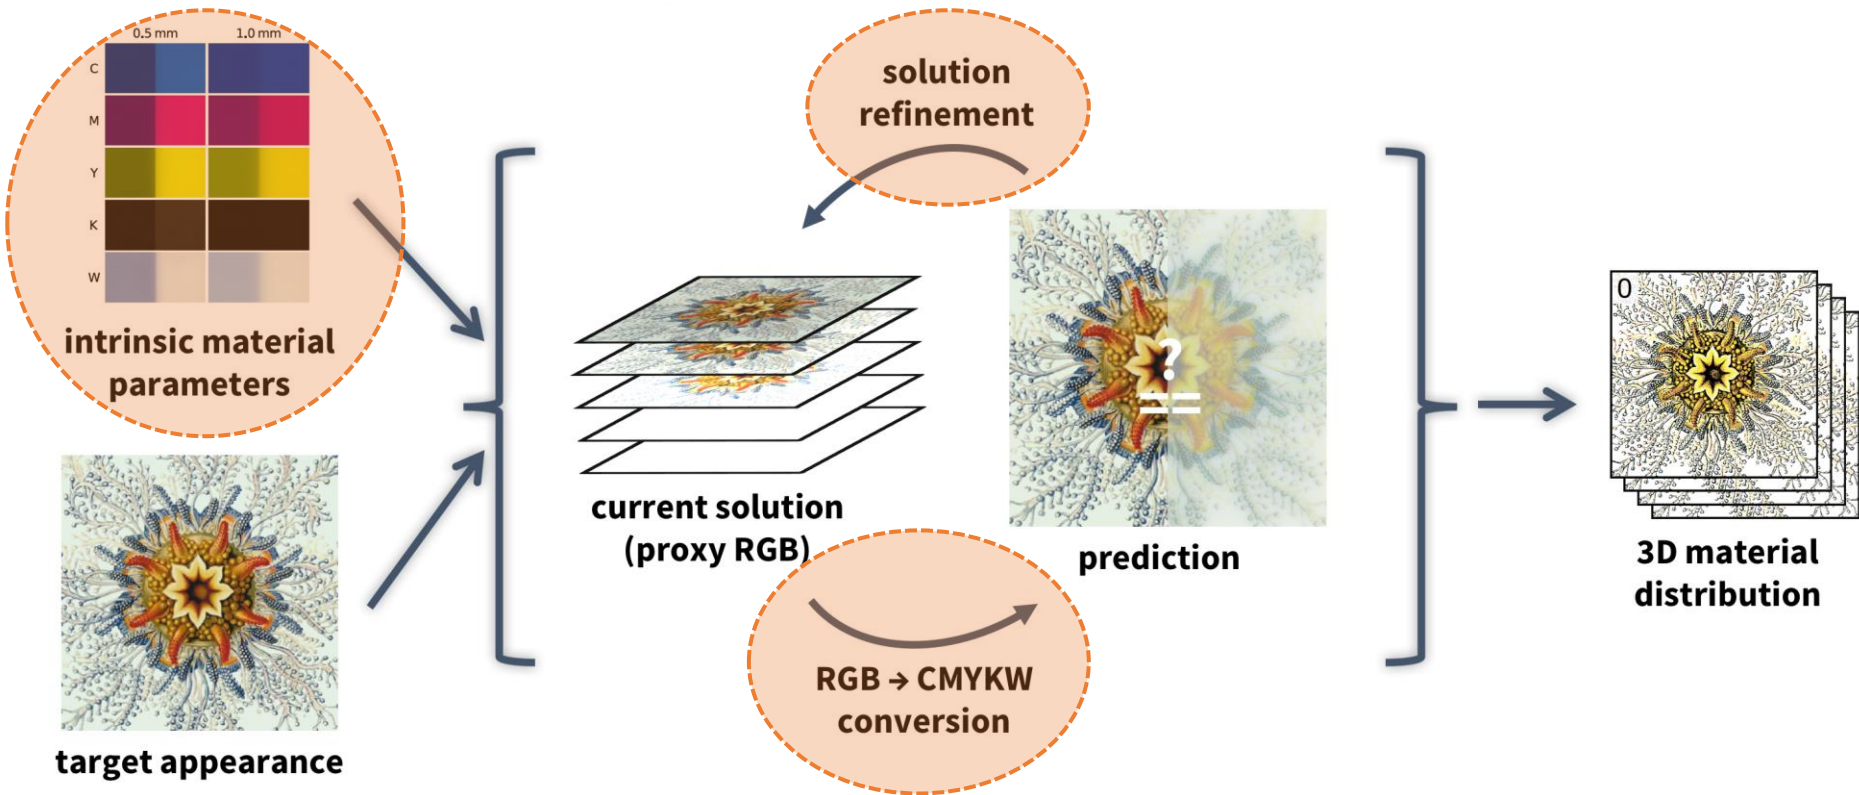 0.5 mm 1.0 mm
C
M
Y
K
W
intrinsic material
parameters
target appearance
solution
refinement
current solution
(proxy RGB)
?
==
prediction
RGB → CMYKW
conversion
0
3D material
distribution